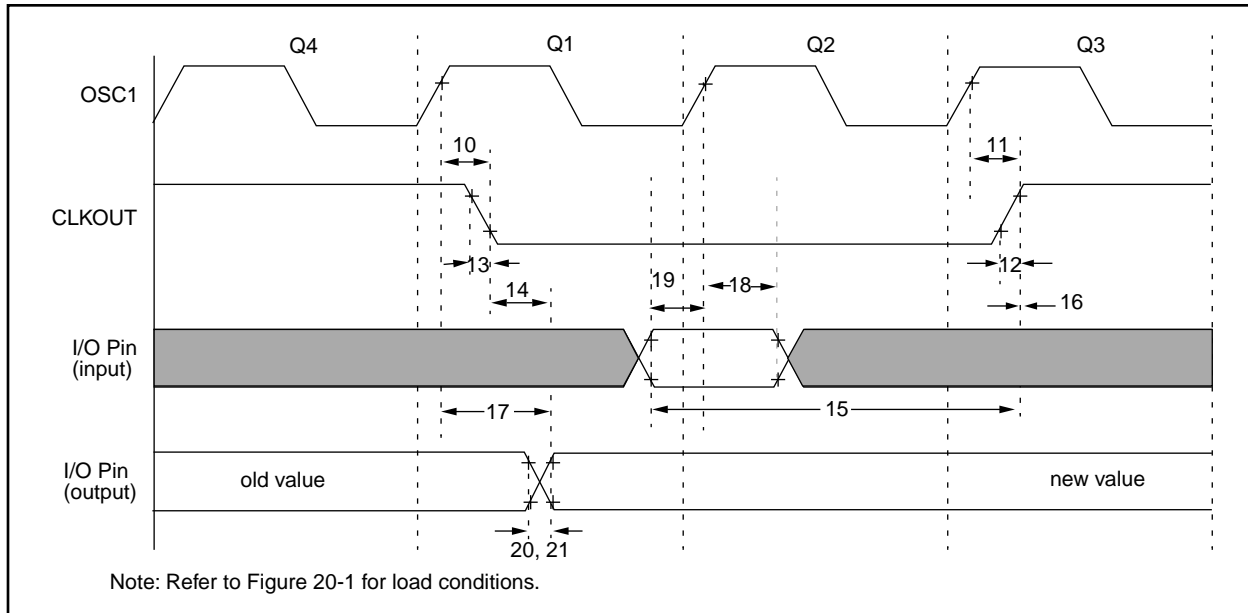 Q4
Q1
Q2
Q3
OSC1
10
11
CLKOUT
13
12
14
19
18
16
I/O Pin
(input)
17
15
I/O Pin
(output)
old value
new value
20, 21
Note: Refer to Figure 20-1 for load conditions.